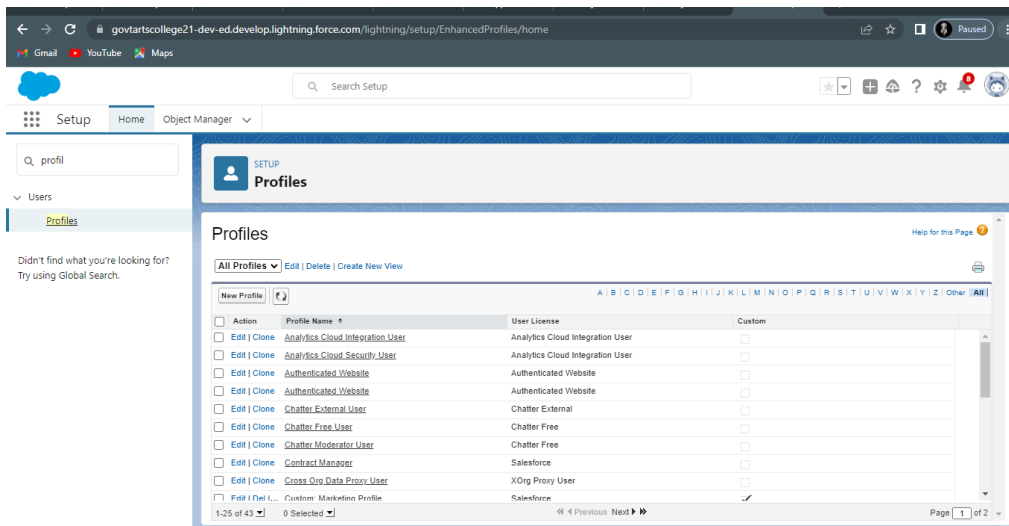 govtartscollege21-dev-ed.develop.lightning.force.com/lightning/setup/EnhancedProfiles/home
Paused
Gmail YouTube Maps
Search Setup
8
Setup Home Object Manager
profil
Users
Profiles
Didn't find what you're looking for?
Try using Global Search.
SETUP
Profiles
Profiles
Help for this Page
All Profiles Edit | Delete | Create New View
New Profile A | B | C | D | E | F | G | H | I | J | K | L | M | N | O | P | Q | R | S | T | U | V | W | X | Y | Z | Other All
Action Profile Name User License Custom
Edit | Clone Analytics Cloud Integration User Analytics Cloud Integration User
Edit | Clone Analytics Cloud Security User Analytics Cloud Integration User
Edit | Clone Authenticated Website Authenticated Website
Edit | Clone Authenticated Website Authenticated Website
Edit | Clone Chatter External User Chatter External
Edit | Clone Chatter Free User Chatter Free
Edit | Clone Chatter Moderator User Chatter Free
Edit | Clone Contract Manager Salesforce
Edit | Clone Cross Org Data Proxy User XOrg Proxy User
Edit | Del | ... Custom: Marketing Profile Salesforce
1-25 of 43 0 Selected Previous Next Page 1 of 2